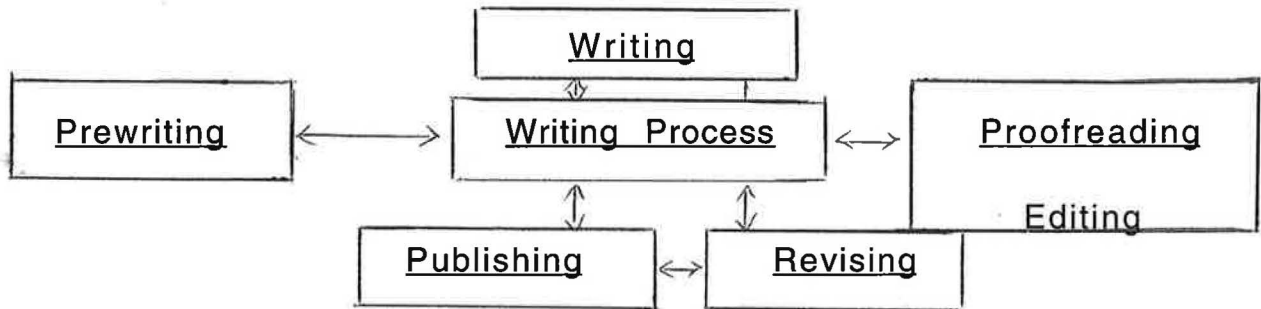 Writing
Prewriting
Writing Process
Proofreading
Editing
Publishing
Revising